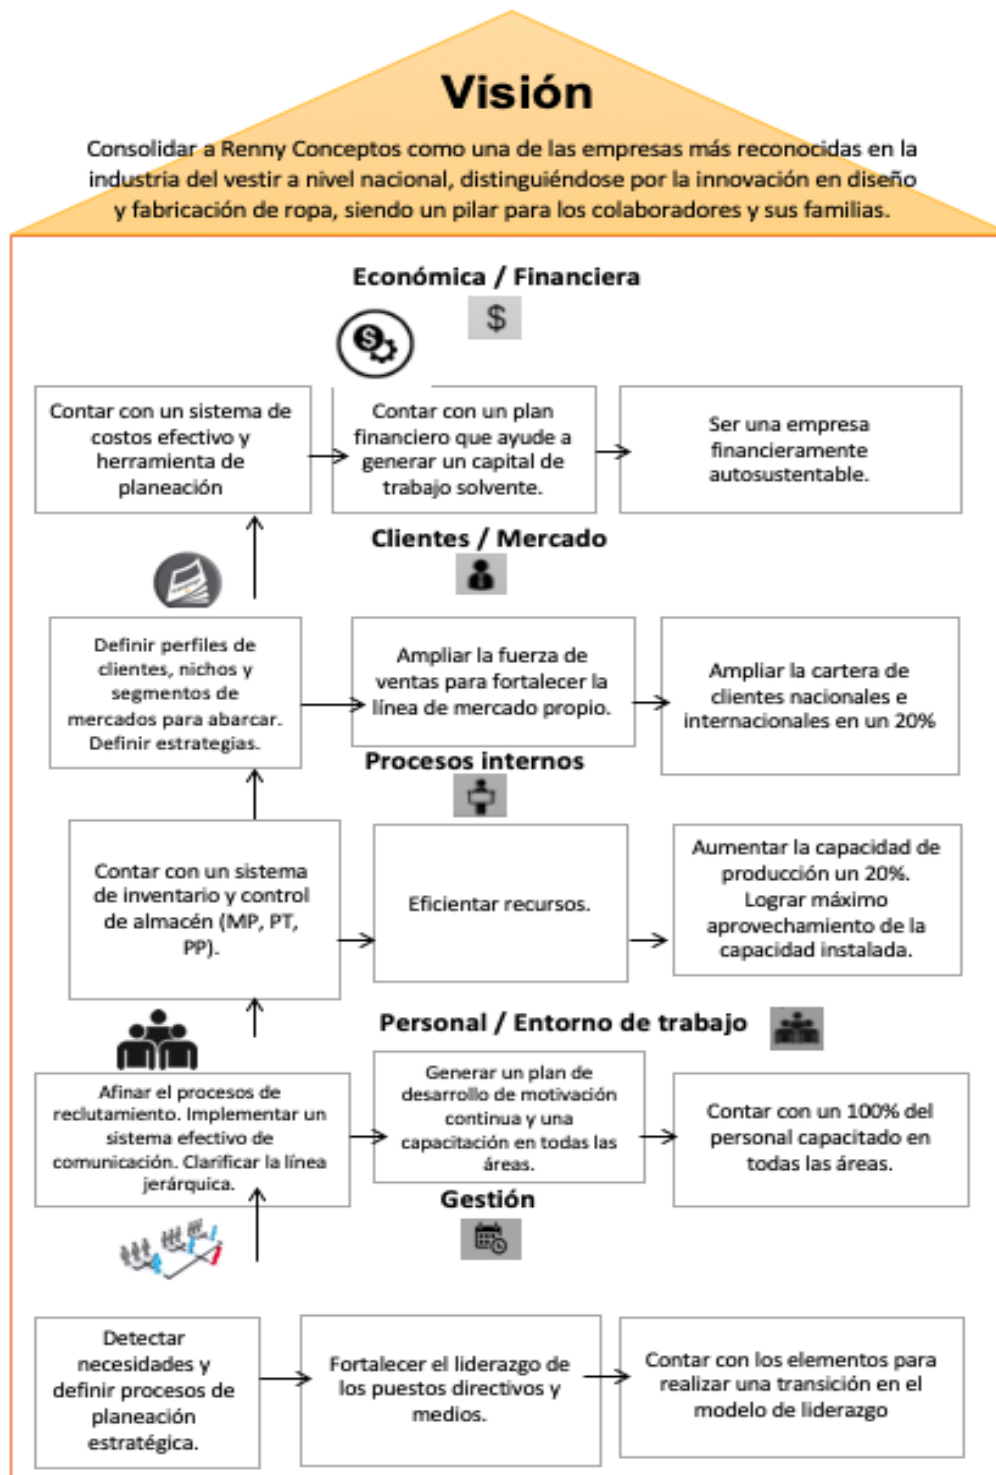 Visión
Consolidar a Renny Conceptos como una de las empresas más reconocidas en la
industria del vestir a nivel nacional, distinguiéndose por la innovación en diseño
y fabricación de ropa, siendo un pilar para los colaboradores y sus familias.
Económica / Financiera
$
Contar con un sistema de
costos efectivo y
herramienta de
planeación
Contar con un plan
financiero que ayude a
generar un capital de
trabajo solvente.
Ser una empresa
financieramente
autosustentable.
Clientes / Mercado
Definir perfiles de
clientes, nichos y
segmentos de
mercados para abarcar.
Definir estrategias.
Ampliar la fuerza de
ventas para fortalecer la
línea de mercado propio.
Ampliar la cartera de
clientes nacionales e
internacionales en un 20%
Procesos internos
Contar con un sistema
de inventario y control
de almacén (MP, PT,
PP).
Eficientar recursos.
Aumentar la capacidad de
producción un 20%.
Lograr máximo
aprovechamiento de la
capacidad instalada.
Personal / Entorno de trabajo
Afinar el procesos de
reclutamiento. Implementar un
sistema efectivo de
comunicación. Clarificar la línea
jerárquica.
Generar un plan de
desarrollo de motivación
continua y una
capacitación en todas las
áreas.
Contar con un 100% del
personal capacitado en
todas las áreas.
Gestión
Detectar
necesidades y
definir procesos de
planeación
estratégica.
Fortalecer el liderazgo de
los puestos directivos y
medios.
Contar con los elementos para
realizar una transición en el
modelo de liderazgo